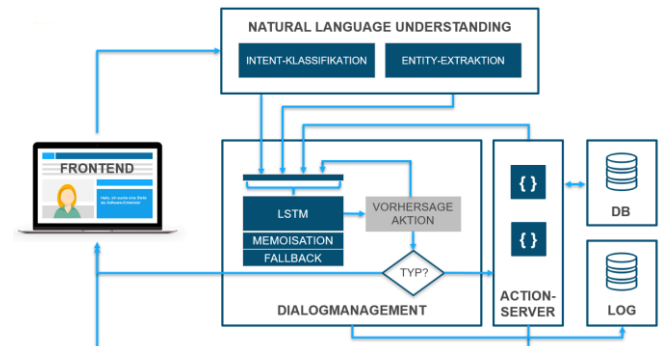 NATURAL LANGUAGE UNDERSTANDING
INTENT-KLASSIFIKATION
ENTITY-EXTRAKTION
FRONTEND
LSTM
MEMOISATION
FALLBACK
VORHERSAGE
AKTION
TYP?
DIALOGMANAGEMENT
{ }
{ }
ACTION-
SERVER
DB
LOG